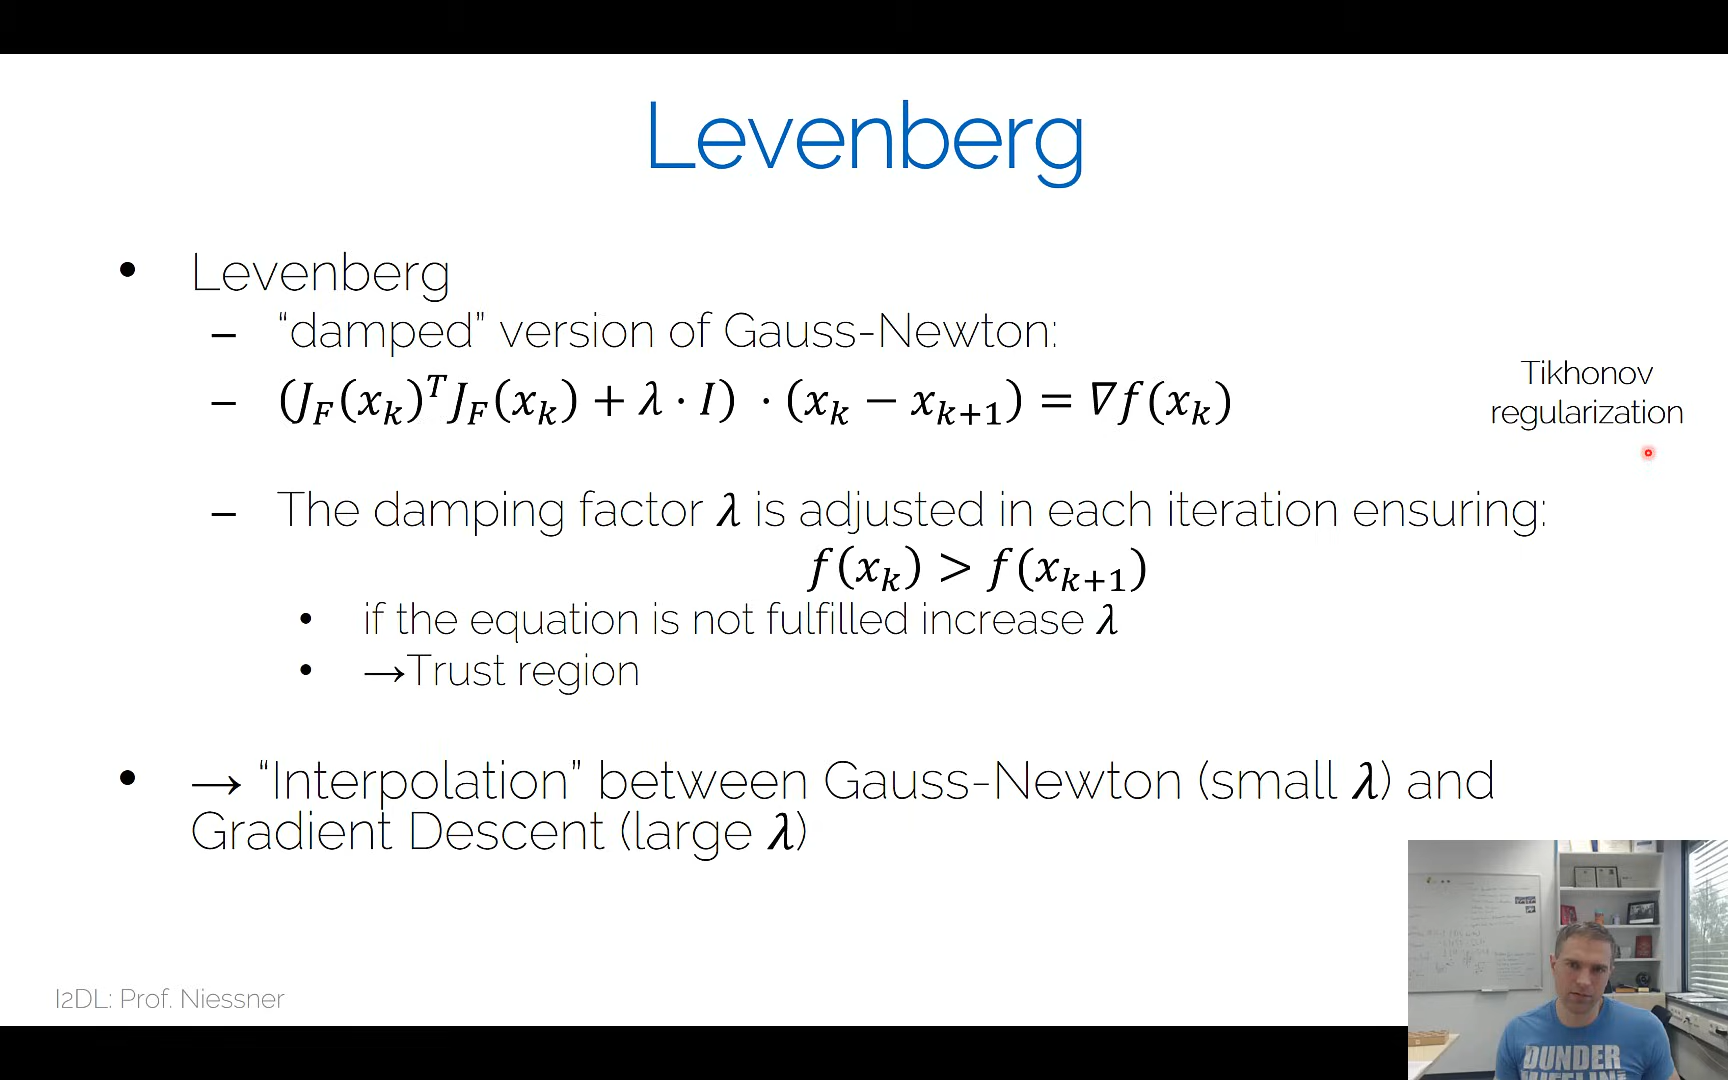 Levenberg
• Levenberg
– “damped” version of Gauss-Newton:
– (J_F(x_k)^T J_F(x_k) + λ · I) · (x_k − x_{k+1}) = ∇f(x_k)
Tikhonov
regularization
– The damping factor λ is adjusted in each iteration ensuring:
f(x_k) > f(x_{k+1})
• if the equation is not fulfilled increase λ
• →Trust region
• → “Interpolation” between Gauss-Newton (small λ) and
Gradient Descent (large λ)
I2DL: Prof. Niessner
DUNDER